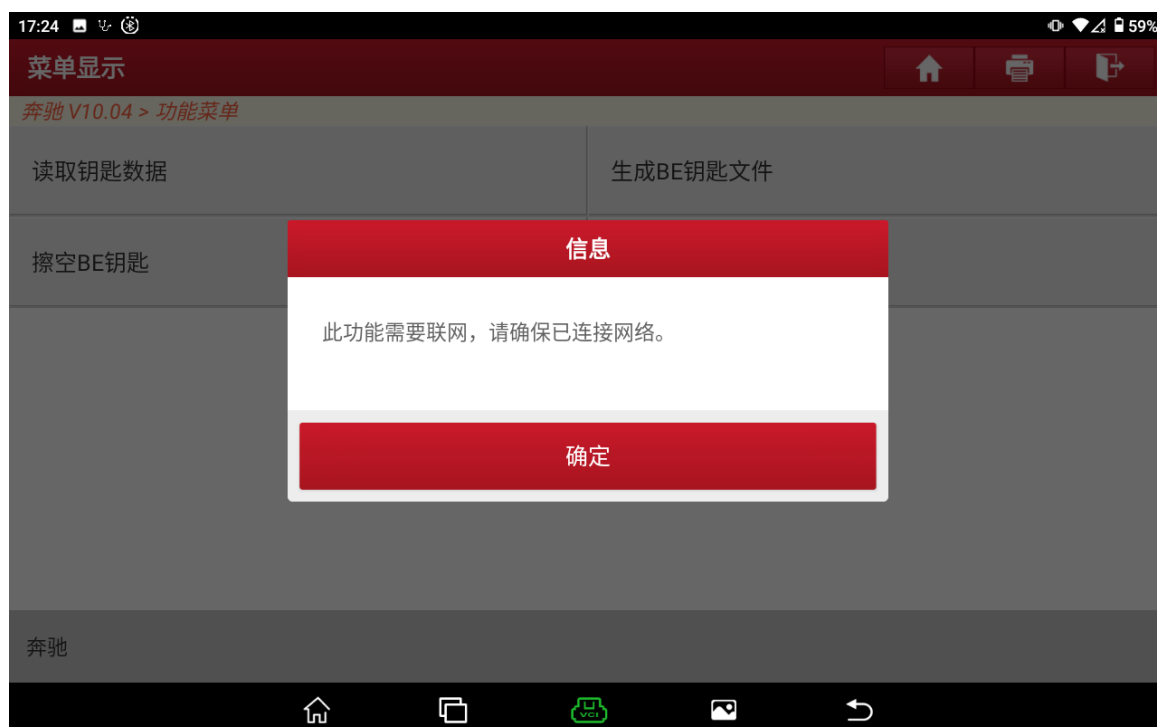 17:24
59%
菜单显示
奔驰 V10.04 > 功能菜单
读取钥匙数据
生成BE钥匙文件
擦空BE钥匙
信息
此功能需要联网，请确保已连接网络。
确定
奔驰
VCI